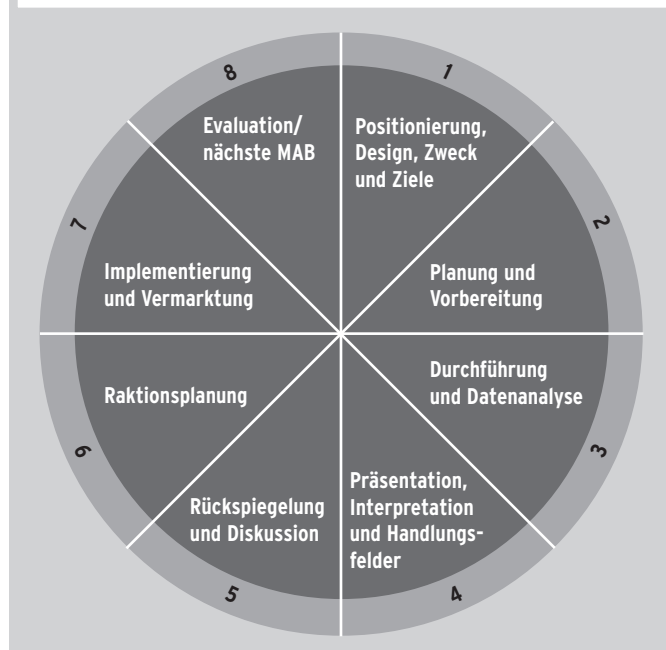 1
Positionierung,
Design, Zweck
und Ziele
2
Planung und
Vorbereitung
3
Durchführung
und Datenanalyse
4
Präsentation,
Interpretation
und Handlungs-
felder
5
Rückspiegelung
und Diskussion
6
Raktionsplanung
7
Implementierung
und Vermarktung
8
Evaluation/
nächste MAB